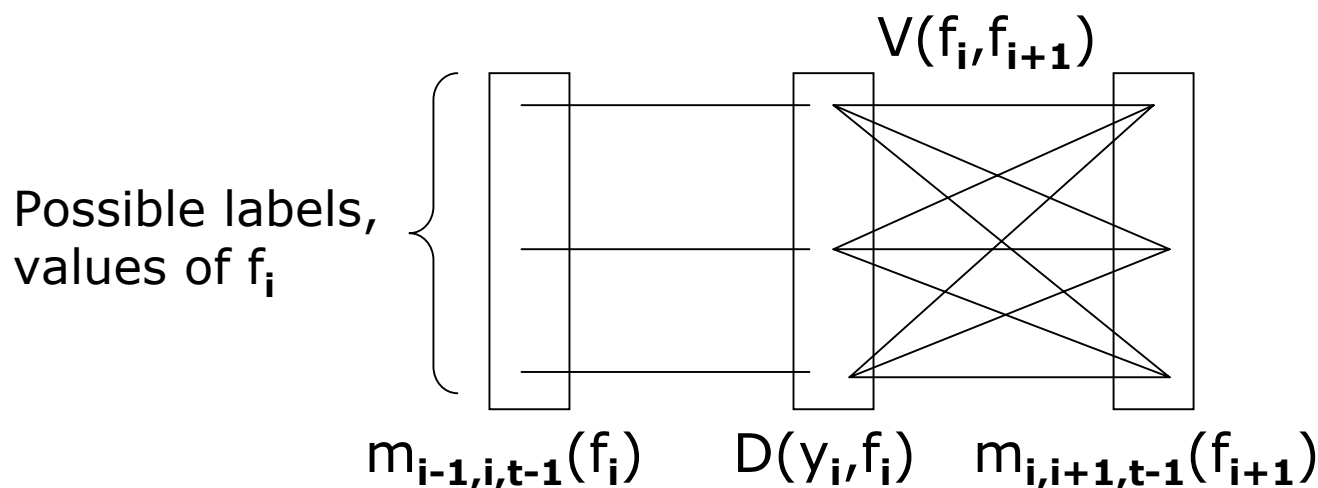 V(fi,fi+1)
Possible labels,
values of fi
mi-1,i,t-1(fi) D(yi,fi) mi,i+1,t-1(fi+1)